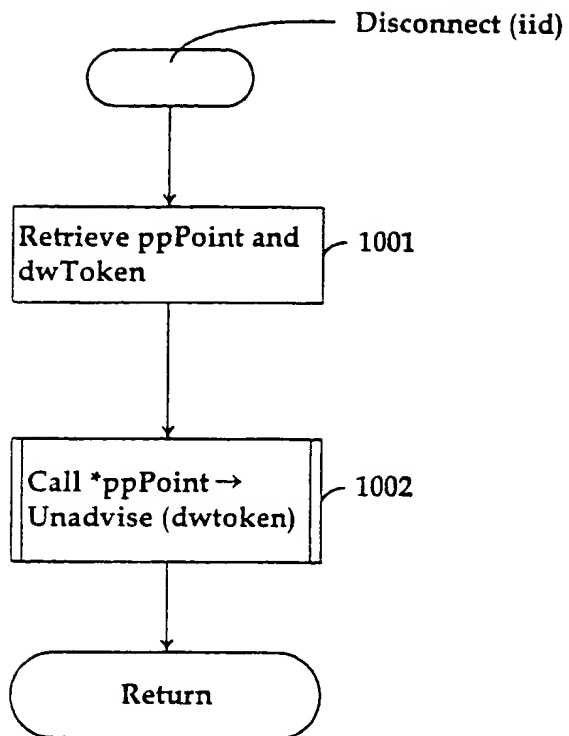 Disconnect (iid)
Retrieve ppPoint and
dwToken
1001
Call *ppPoint →
Unadvise (dwtoken)
1002
Return